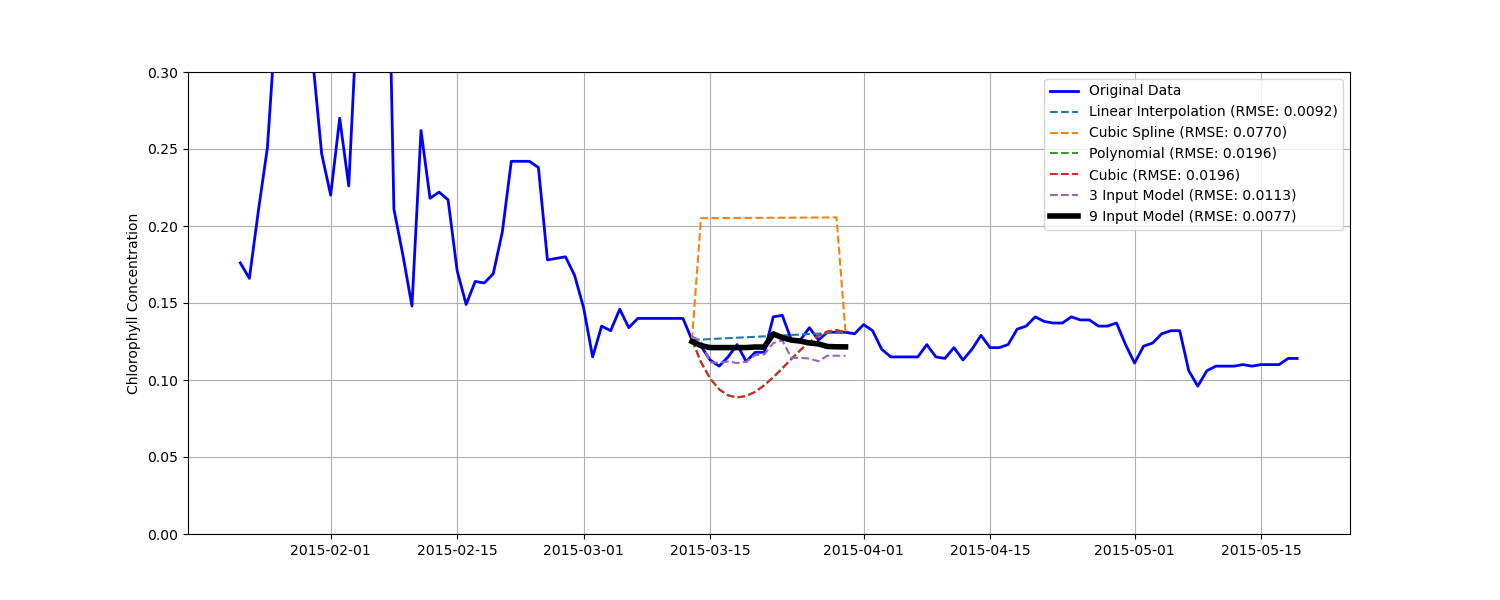 Chlorophyll Concentration
0.30
0.25
0.20
0.15
0.10
0.05
0.00
2015-02-01
2015-02-15
2015-03-01
2015-03-15
2015-04-01
2015-04-15
2015-05-01
2015-05-15
Original Data
Linear Interpolation (RMSE: 0.0092)
Cubic Spline (RMSE: 0.0770)
Polynomial (RMSE: 0.0196)
Cubic (RMSE: 0.0196)
3 Input Model (RMSE: 0.0113)
9 Input Model (RMSE: 0.0077)